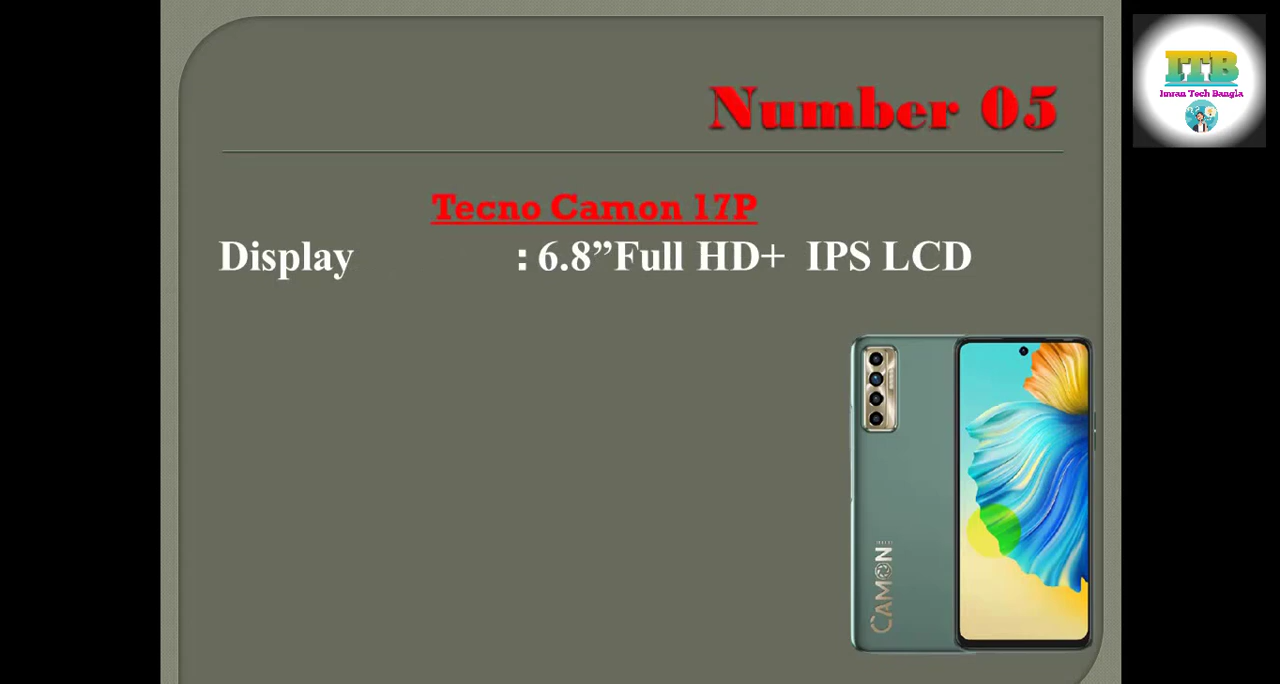 Number 05
ITB
Imran Tech Bangla
Tecno Camon 17P
Display : 6.8”Full HD+ IPS LCD
CAMON